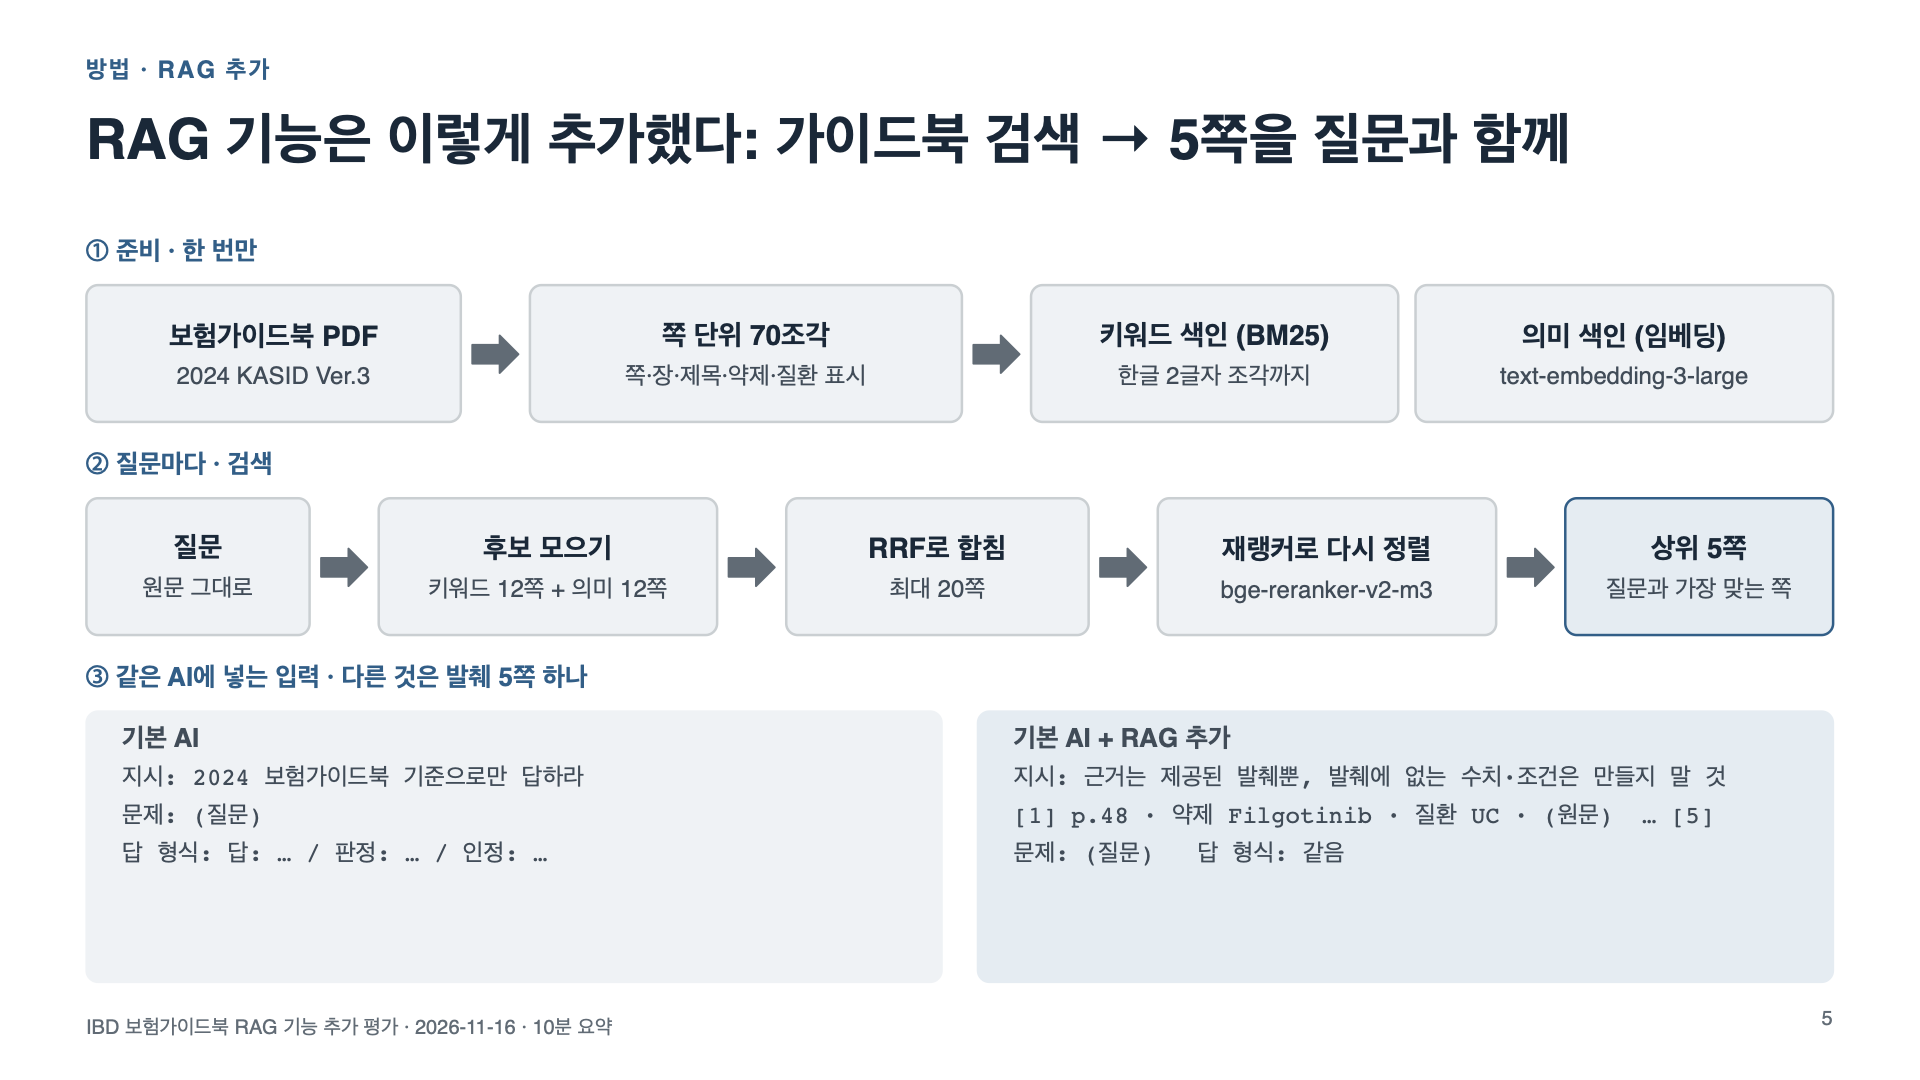 방법 · RAG 추가
RAG 기능은 이렇게 추가했다: 가이드북 검색 → 5쪽을 질문과 함께
① 준비 · 한 번만
보험가이드북 PDF
2024 KASID Ver.3
쪽 단위 70조각
쪽·장·제목·약제·질환 표시
키워드 색인 (BM25)
한글 2글자 조각까지
의미 색인 (임베딩)
text-embedding-3-large
② 질문마다 · 검색
질문
원문 그대로
후보 모으기
키워드 12쪽 + 의미 12쪽
RRF로 합침
최대 20쪽
재랭커로 다시 정렬
bge-reranker-v2-m3
상위 5쪽
질문과 가장 맞는 쪽
③ 같은 AI에 넣는 입력 · 다른 것은 발췌 5쪽 하나
기본 AI
지시: 2024 보험가이드북 기준으로만 답하라
문제: (질문)
답 형식: 답: … / 판정: … / 인정: …
기본 AI + RAG 추가
지시: 근거는 제공된 발췌뿐, 발췌에 없는 수치·조건은 만들지 말 것
[1] p.48 · 약제 Filgotinib · 질환 UC · (원문) … [5]
문제: (질문) 답 형식: 같음
IBD 보험가이드북 RAG 기능 추가 평가 · 2026-11-16 · 10분 요약
5